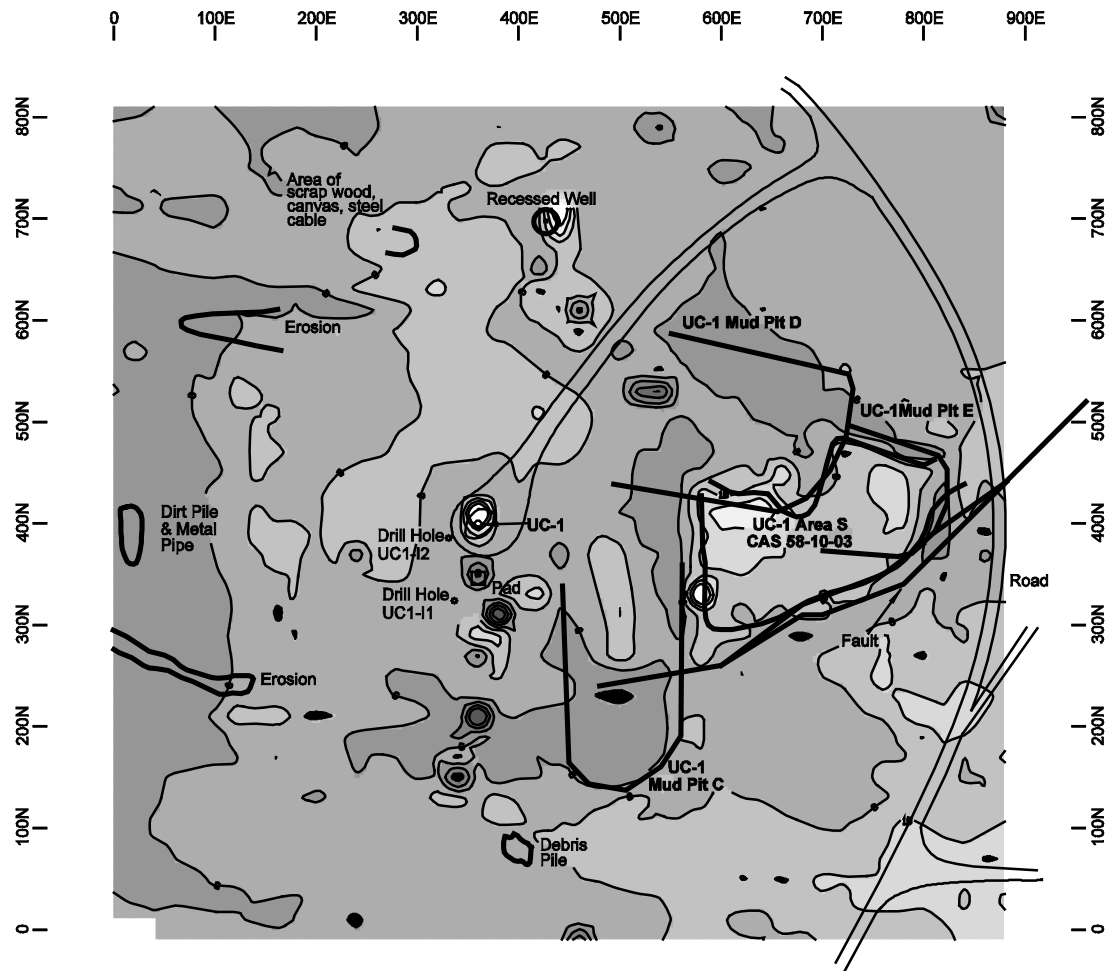 0 100E 200E 300E 400E 500E 600E 700E 800E 900E
800N 800N
Area of
scrap wood,
canvas, steel
cable
Recessed Well
700N 700N
600N 600N
Erosion
UC-1 Mud Pit D
UC-1 Mud Pit E
500N 500N
Dirt Pile
& Metal
Pipe
400N 400N
UC-1
UC-1 Area S
CAS 58-10-03
Drill Hole
UC1-I2
Pad
Drill Hole
UC1-I1
Road
300N 300N
Fault
Erosion
200N 200N
UC-1
Mud Pit C
100N 100N
Debris
Pile
0 0